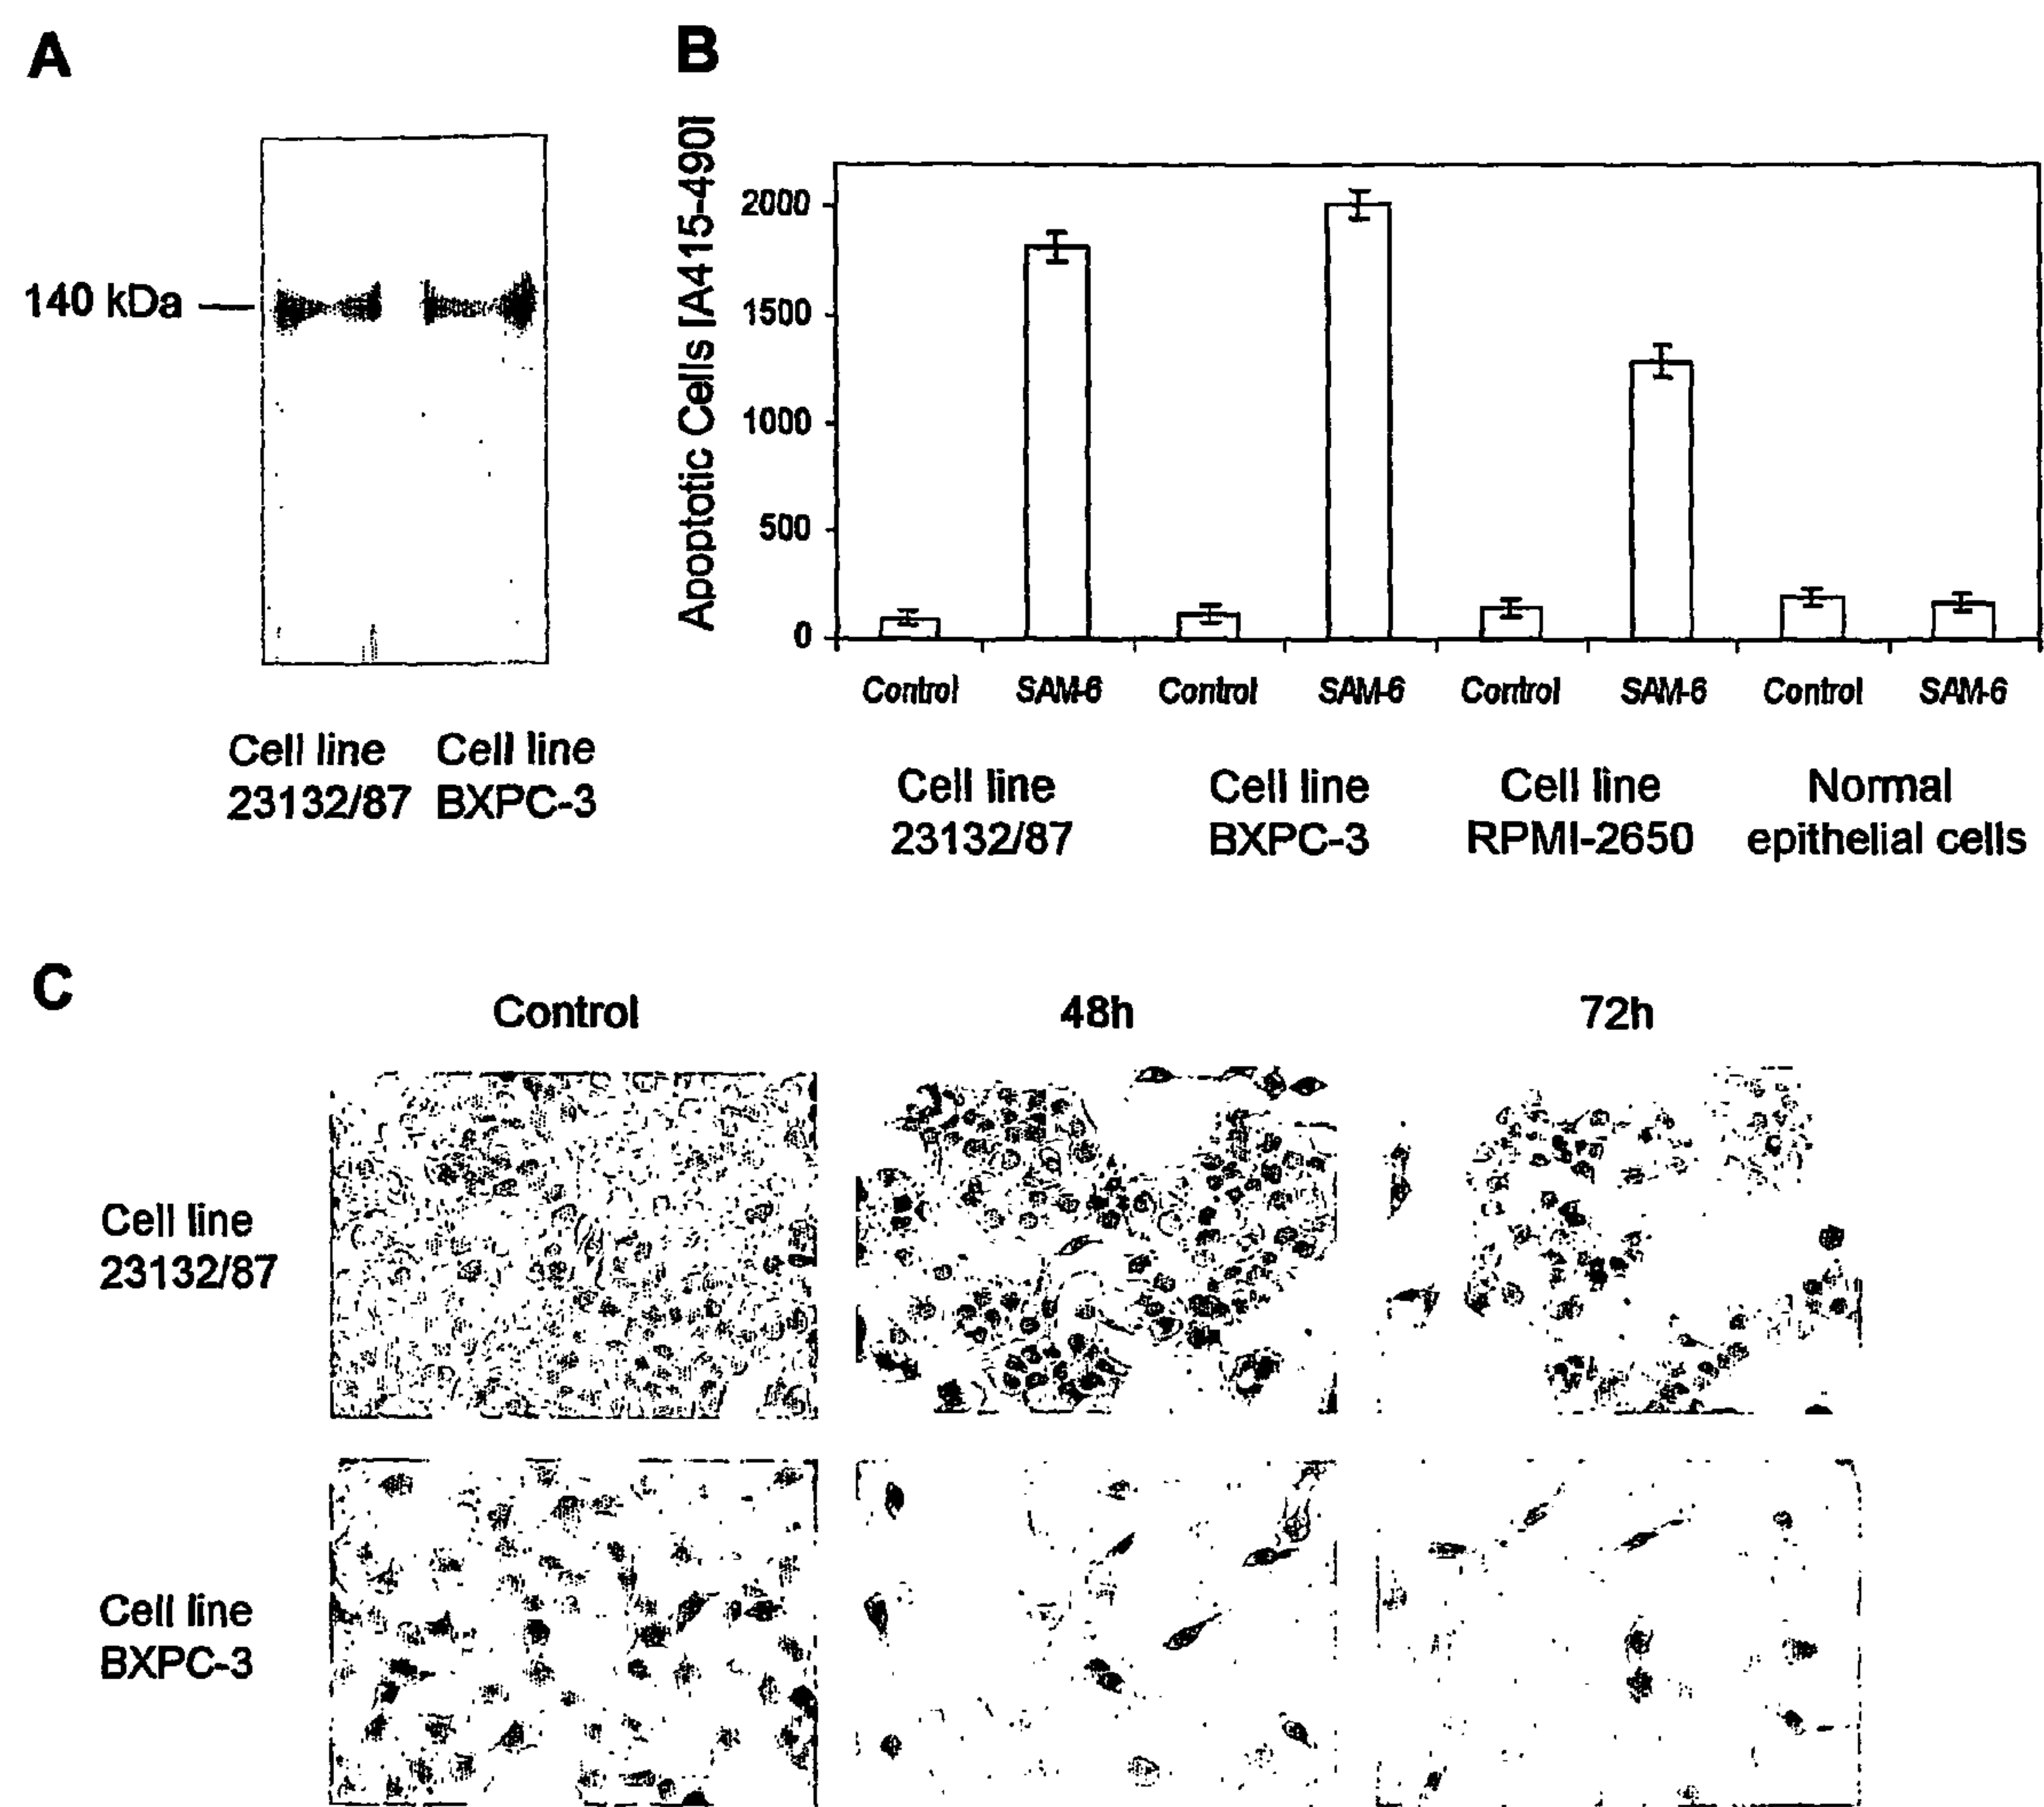 A
140 kDa
Cell line Cell line
23132/87 BXPC-3
B
Apoptotic Cells [A415-490]
2000
1500
1000
500
0
Control SAM-6 Control SAM-6 Control SAM-6 Control SAM-6
Cell line Cell line Cell line Normal
23132/87 BXPC-3 RPMI-2650 epithelial cells
C
Control 48h 72h
Cell line
23132/87
Cell line
BXPC-3